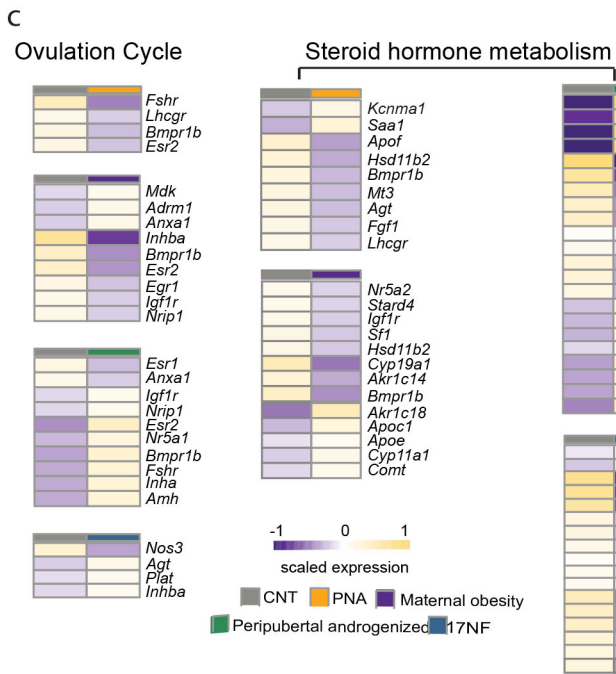 C
Ovulation Cycle
Steroid hormone metabolism
Fshr
Lhcgr
Bmpr1b
Esr2
Mdk
Adrm1
Anxa1
Inhba
Bmpr1b
Esr2
Egr1
Igf1r
Nrip1
Esr1
Anxa1
Igf1r
Nrip1
Esr2
Nr5a1
Bmpr1b
Fshr
Inha
Amh
Nos3
Agt
Plat
Inhba
Kcnma1
Saa1
Apof
Hsd11b2
Bmpr1b
Mt3
Agt
Fgf1
Lhcgr
Nr5a2
Stard4
Igf1r
Sf1
Hsd11b2
Cyp19a1
Akr1c14
Bmpr1b
Akr1c18
Apoc1
Apoe
Cyp11a1
Comt
-1 0 1
scaled expression
CNT PNA Maternal obesity
Peripubertal androgenized 17NF